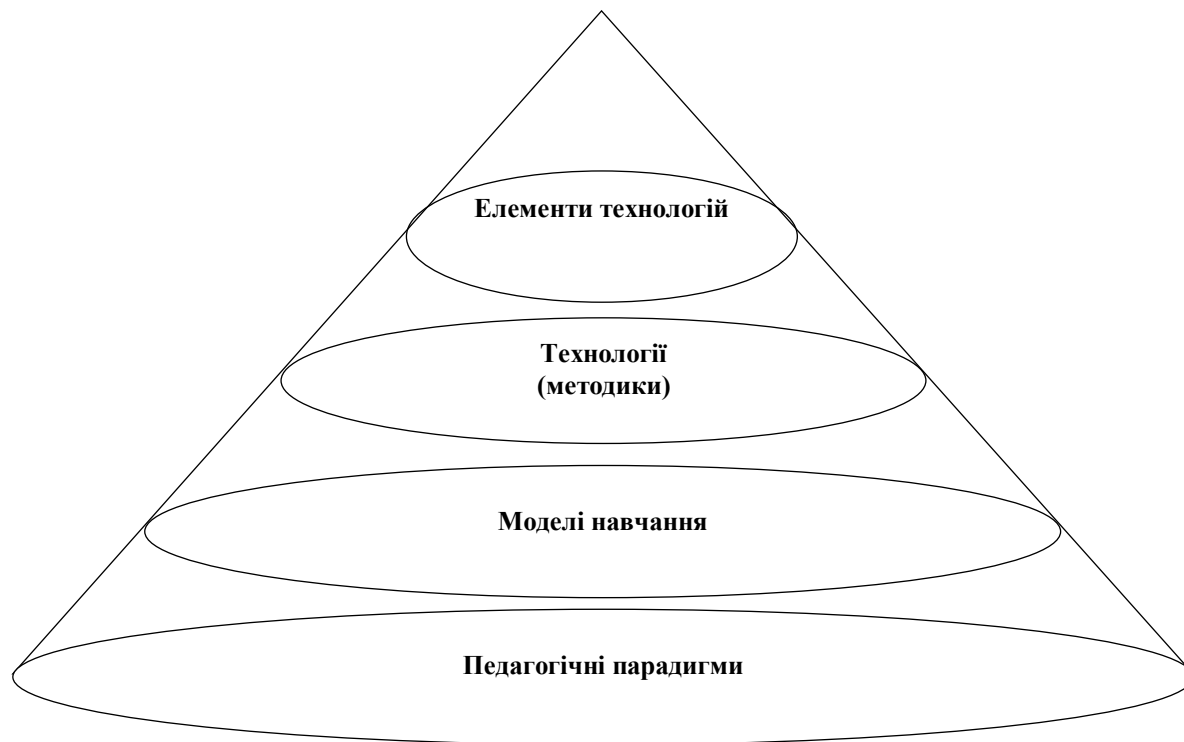 Елементи технологій
Технології
(методики)
Моделі навчання
Педагогічні парадигми